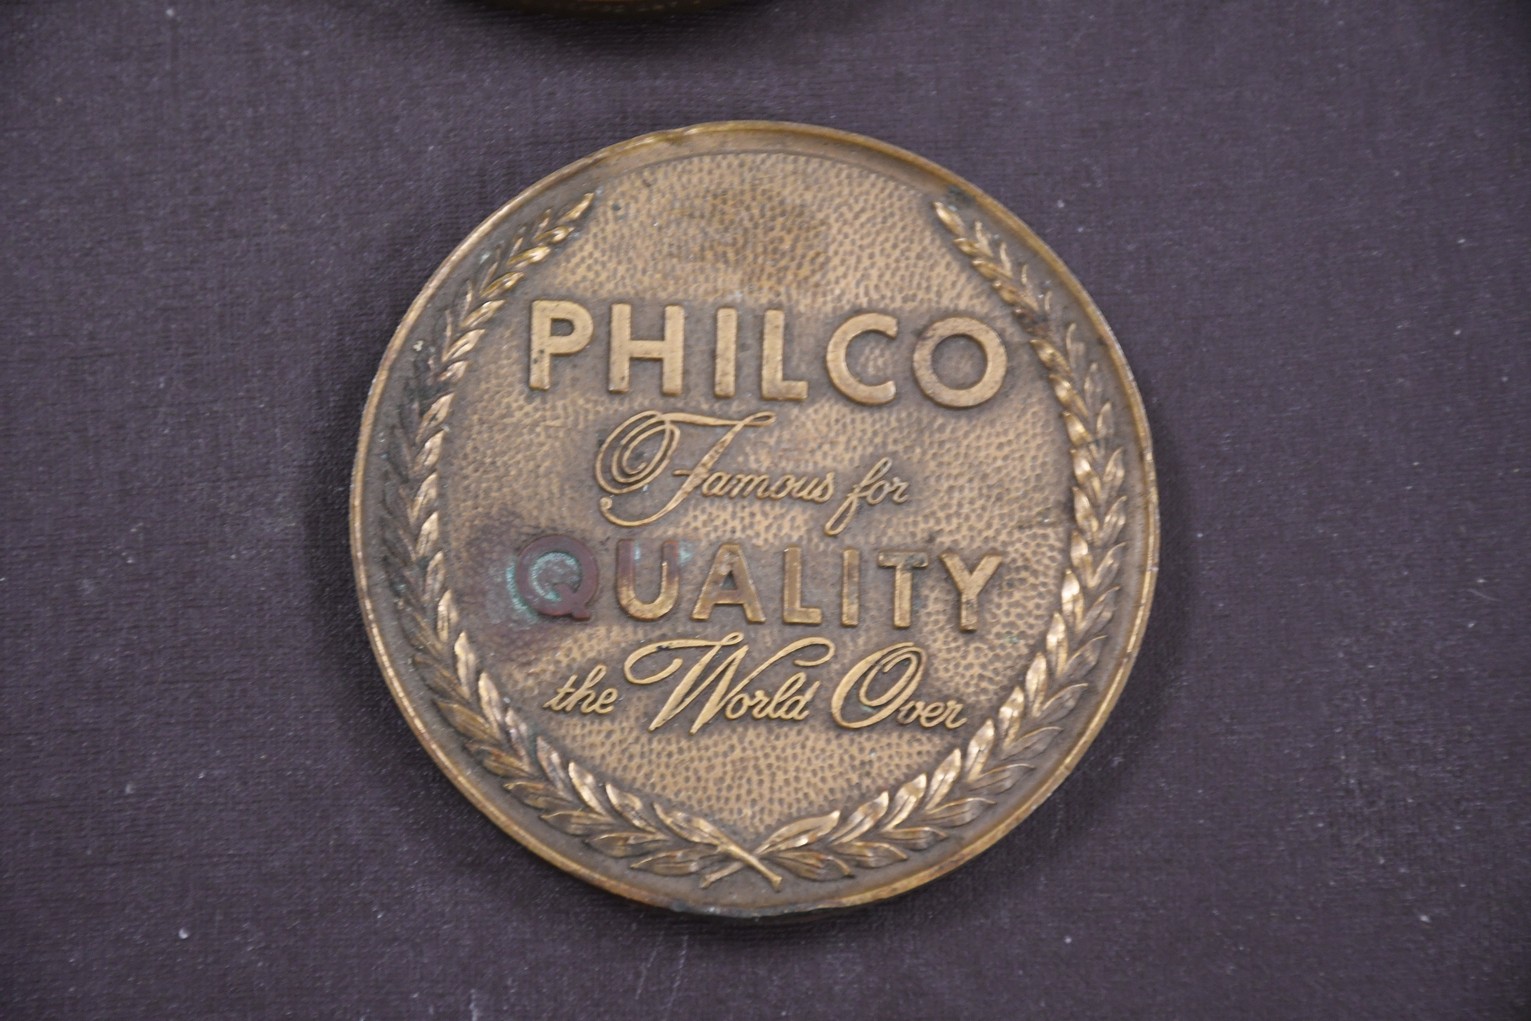 PHILCO
Famous for
QUALITY
the World Over